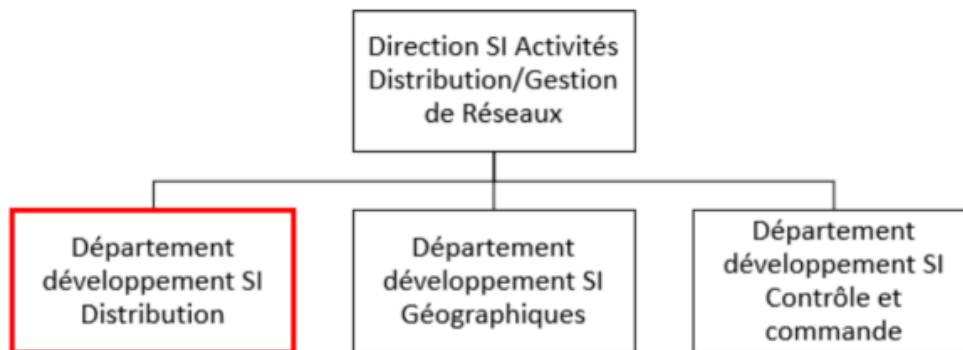 Direction SI Activités
Distribution/Gestion
de Réseaux
Département
développement SI
Distribution
Département
développement SI
Géographiques
Département
développement SI
Contrôle et
commande